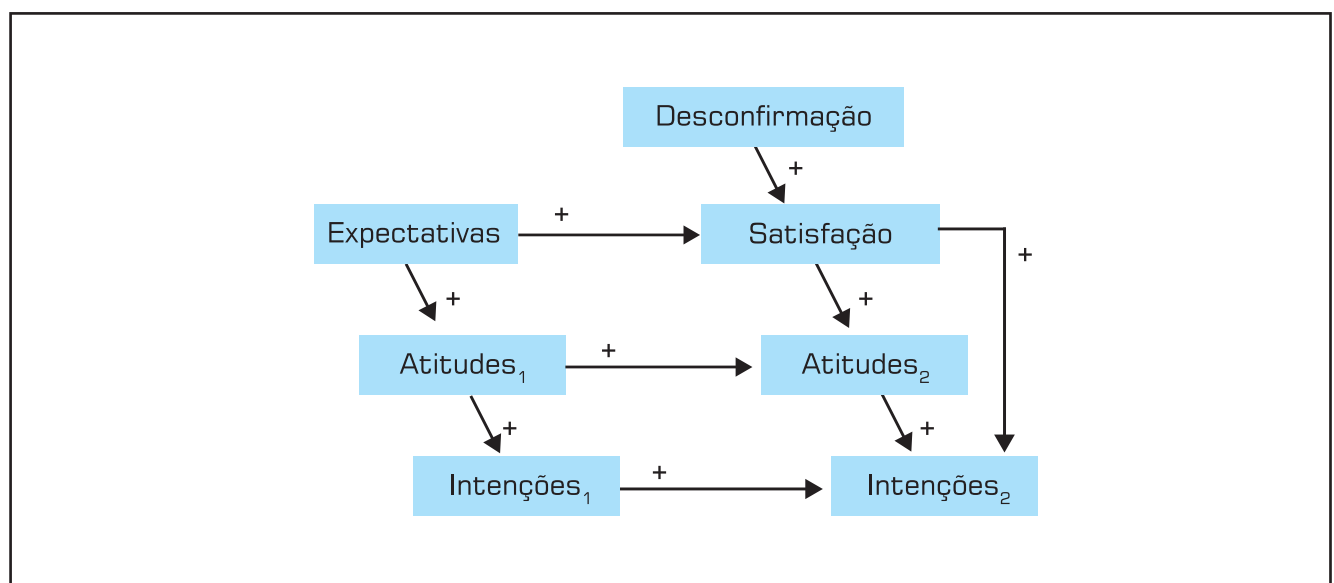 Desconfirmação
+
Expectativas
+
Satisfação
+
+
+
Atitudes₁
+
Atitudes₂
+
+
Intenções₁
+
Intenções₂